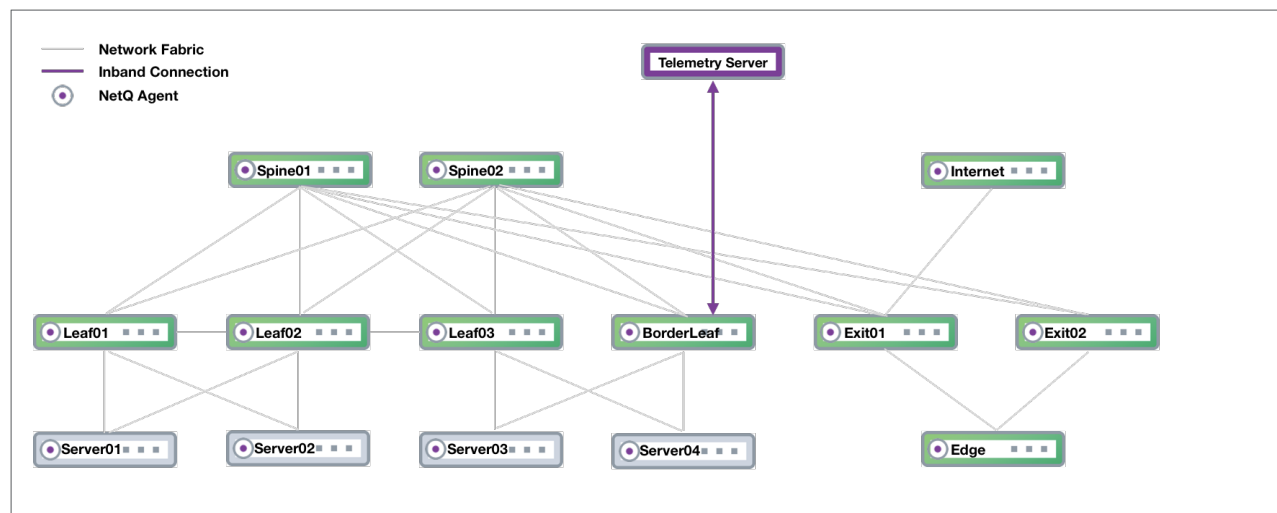 Network Fabric
Inband Connection
NetQ Agent
Telemetry Server
Spine01
Spine02
Internet
Leaf01
Leaf02
Leaf03
BorderLeaf
Exit01
Exit02
Server01
Server02
Server03
Server04
Edge